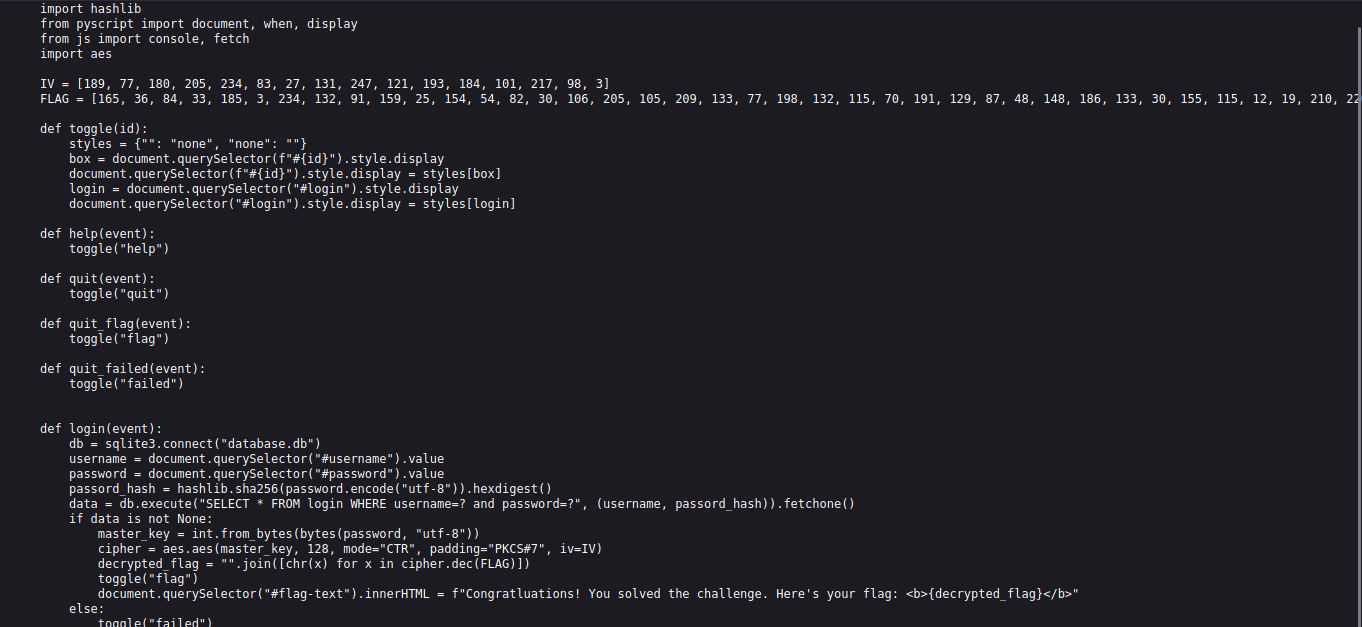 import hashlib
from pyscript import document, when, display
from js import console, fetch
import aes
IV = [189, 77, 180, 205, 234, 83, 27, 131, 247, 121, 193, 184, 101, 217, 98, 3]
FLAG = [165, 36, 84, 33, 185, 3, 234, 132, 91, 159, 25, 154, 54, 82, 30, 106, 205, 105, 209, 133, 77, 198, 132, 115, 70, 191, 129, 87, 48, 148, 186, 133, 30, 155, 115, 12, 19, 210, 22
def toggle(id):
    styles = {"": "none", "none": ""}
    box = document.querySelector(f"#{id}").style.display
    document.querySelector(f"#{id}").style.display = styles[box]
    login = document.querySelector("#login").style.display
    document.querySelector("#login").style.display = styles[login]
def help(event):
    toggle("help")
def quit(event):
    toggle("quit")
def quit_flag(event):
    toggle("flag")
def quit_failed(event):
    toggle("failed")
def login(event):
    db = sqlite3.connect("database.db")
    username = document.querySelector("#username").value
    password = document.querySelector("#password").value
    passord_hash = hashlib.sha256(password.encode("utf-8")).hexdigest()
    data = db.execute("SELECT * FROM login WHERE username=? and password=?", (username, passord_hash)).fetchone()
    if data is not None:
        master_key = int.from_bytes(bytes(password, "utf-8"))
        cipher = aes.aes(master_key, 128, mode="CTR", padding="PKCS#7", iv=IV)
        decrypted_flag = "".join([chr(x) for x in cipher.dec(FLAG)])
        toggle("flag")
        document.querySelector("#flag-text").innerHTML = f"Congratluations! You solved the challenge. Here's your flag: <b>{decrypted_flag}</b>"
    else:
        toggle("failed")